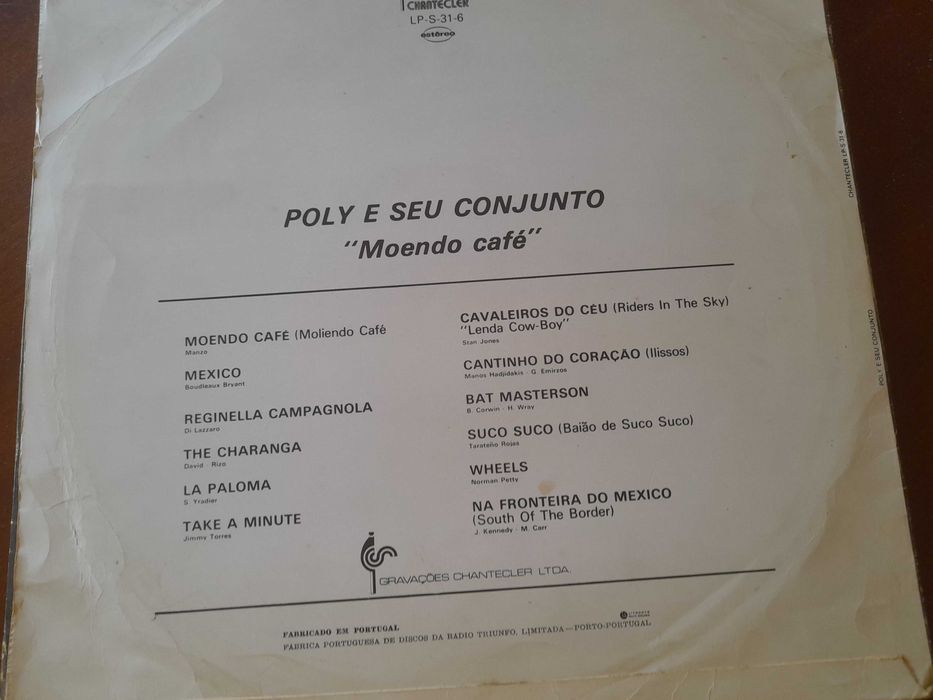 CHANTECLER
LP-S-31-6
estéreo
POLY E SEU CONJUNTO
"Moendo café"
MOENDO CAFÉ (Moliendo Café
Manzo
MEXICO
Boudleaux Bryant
REGINELLA CAMPAGNOLA
Di Lazzaro
THE CHARANGA
David - Rizo
LA PALOMA
S. Yradier
TAKE A MINUTE
Jimmy Torres
CAVALEIROS DO CÉU (Riders In The Sky)
"Lenda Cow-Boy"
Stan Jones
CANTINHO DO CORAÇÃO (Ilissos)
Manos Hadjidakis - G. Emirzos
BAT MASTERSON
B. Corwin - H. Wray
SUCO SUCO (Baião de Suco Suco)
Tarateño Rojas
WHEELS
Norman Petty
NA FRONTEIRA DO MEXICO
(South Of The Border)
J. Kennedy - M. Carr
GRAVAÇÕES CHANTECLER LTDA.
FABRICADO EM PORTUGAL
FABRICA PORTUGUESA DE DISCOS DA RADIO TRIUNFO, LIMITADA — PORTO-PORTUGAL
CHANTECLER LP-S-31-6
POLY E SEU CONJUNTO